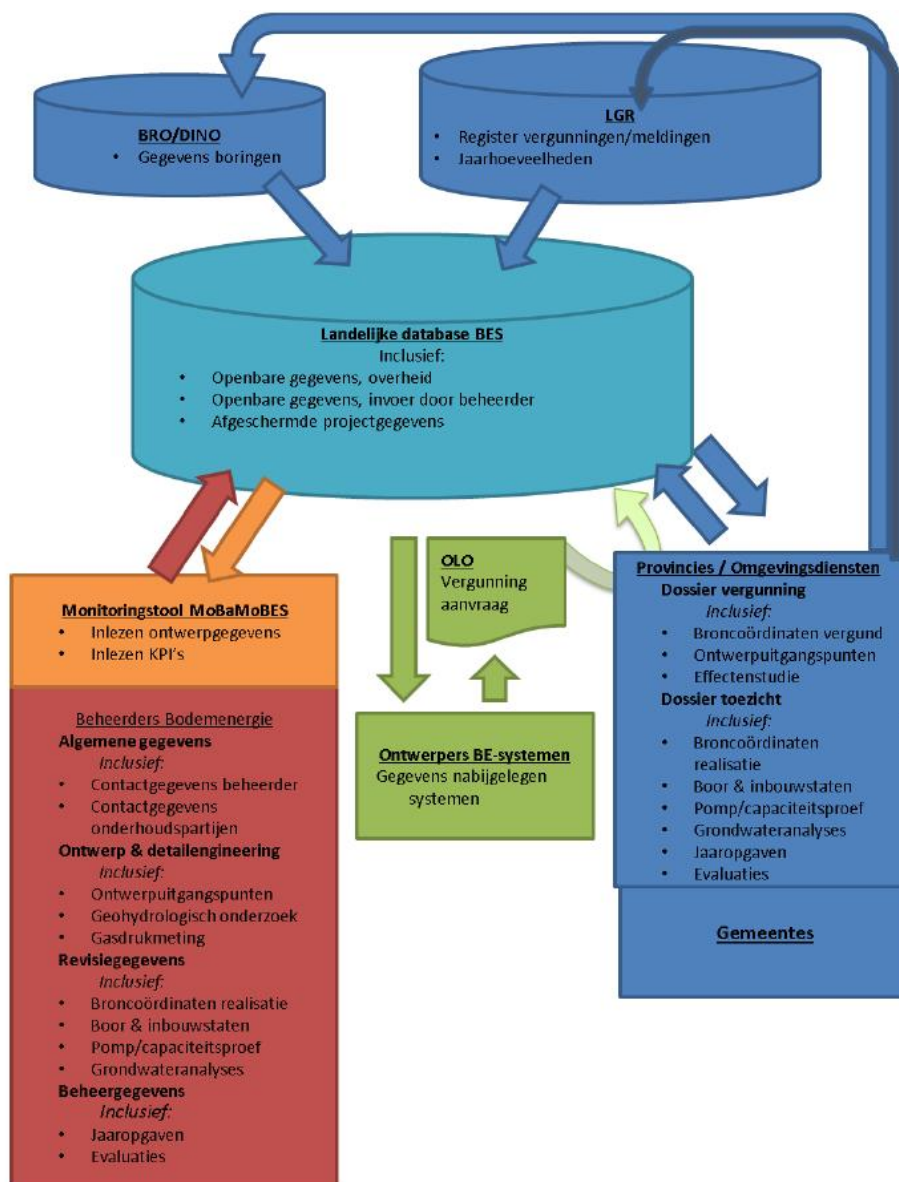 BRO/DINO
• Gegevens boringen
LGR
• Register vergunningen/meldingen
• Jaarhoeveelheden
Landelijke database BES
Inclusief:
• Openbare gegevens, overheid
• Openbare gegevens, invoer door beheerder
• Afgeschermde projectgegevens
Monitoringstool MoBaMoBES
• Inlezen ontwerpgegevens
• Inlezen KPI's
Beheerders Bodemenergie
Algemene gegevens
Inclusief:
• Contactgegevens beheerder
• Contactgegevens
onderhoudspartijen
Ontwerp & detailengineering
Inclusief:
• Ontwerpuitgangspunten
• Geohydrologisch onderzoek
• Gasdrukmeting
Revisiegegevens
Inclusief:
• Broncoördinaten realisatie
• Boor & inbouwstaten
• Pomp/capaciteitsproef
• Grondwateranalyses
Beheergegevens
Inclusief:
• Jaaropgaven
• Evaluaties
OLO
Vergunning
aanvraag
Ontwerpers BE-systemen
Gegevens nabijgelegen
systemen
Provincies / Omgevingsdiensten
Dossier vergunning
Inclusief:
• Broncoördinaten vergund
• Ontwerpuitgangspunten
• Effectenstudie
Dossier toezicht
Inclusief:
• Broncoördinaten
realisatie
• Boor & inbouwstaten
• Pomp/capaciteitsproef
• Grondwateranalyses
• Jaaropgaven
• Evaluaties
Gemeentes